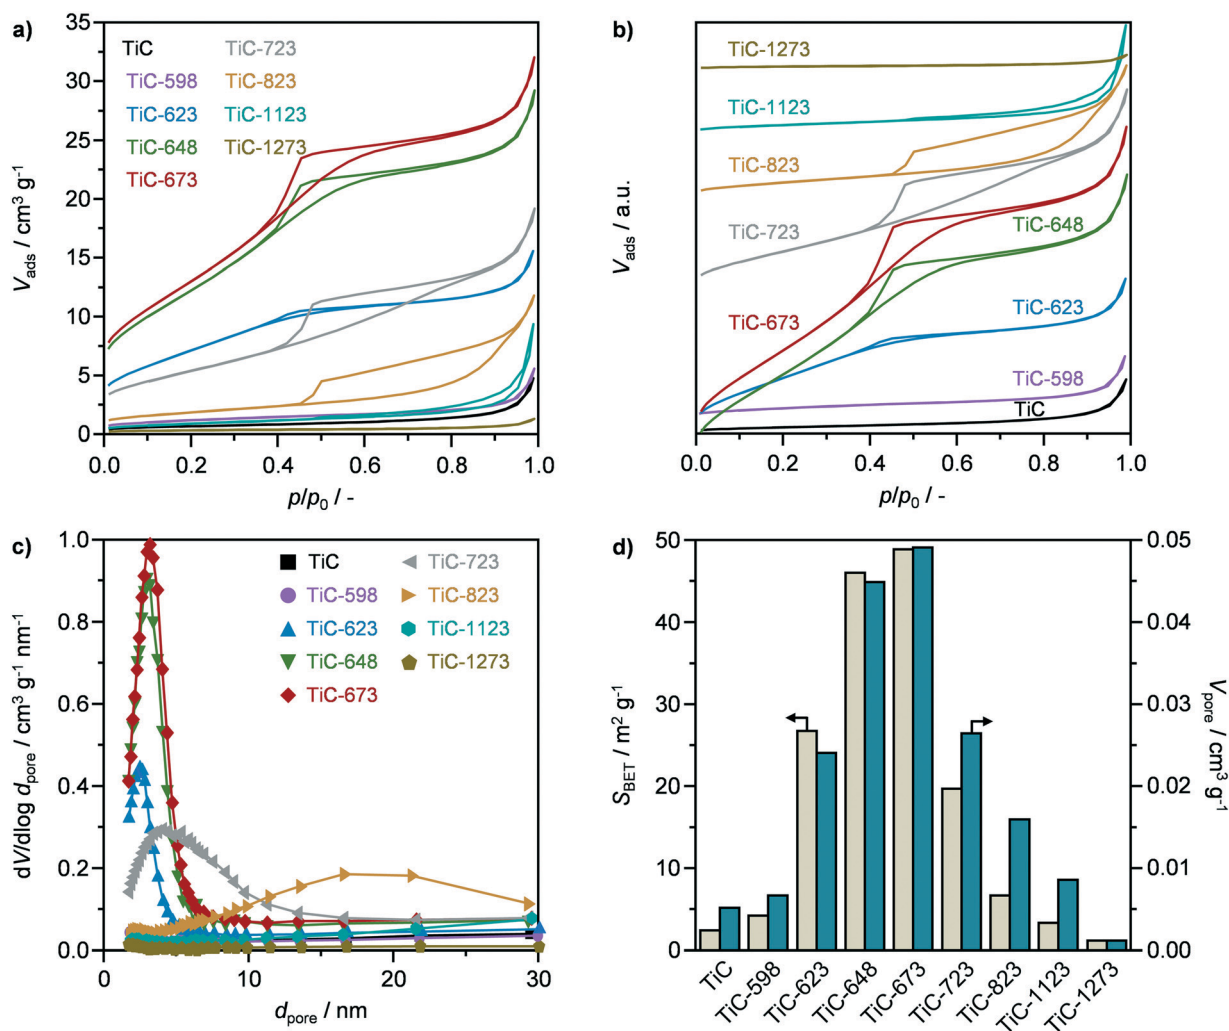 a)
35
30
25
20
15
10
5
0
V_ads / cm³ g⁻¹
TiC
TiC-598
TiC-623
TiC-648
TiC-673
TiC-723
TiC-823
TiC-1123
TiC-1273
0.0 0.2 0.4 0.6 0.8 1.0
p/p₀ / -
b)
V_ads / a.u.
TiC-1273
TiC-1123
TiC-823
TiC-723
TiC-648
TiC-673
TiC-623
TiC-598
TiC
0.0 0.2 0.4 0.6 0.8 1.0
p/p₀ / -
c)
1.0
0.8
0.6
0.4
0.2
0.0
dV/dlog d_pore / cm³ g⁻¹ nm⁻¹
TiC
TiC-598
TiC-623
TiC-648
TiC-673
TiC-723
TiC-823
TiC-1123
TiC-1273
0 10 20 30
d_pore / nm
d)
50
40
30
20
10
0
S_BET / m² g⁻¹
0.05
0.04
0.03
0.02
0.01
0.00
V_pore / cm³ g⁻¹
TiC
TiC-598
TiC-623
TiC-648
TiC-673
TiC-723
TiC-823
TiC-1123
TiC-1273